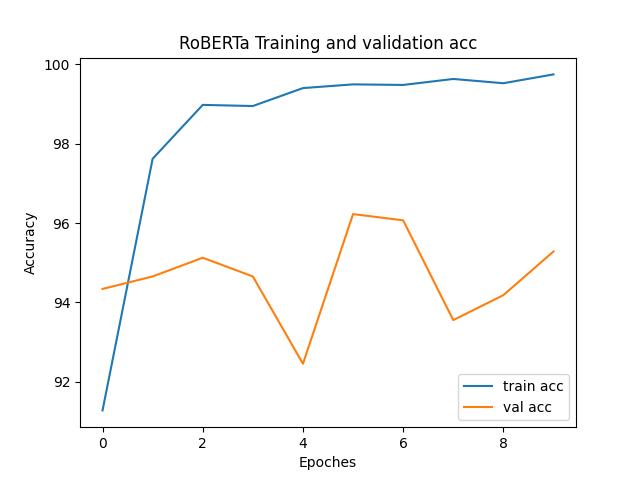 RoBERTa Training and validation acc
Accuracy
100
98
96
94
92
0
2
4
6
8
Epoches
train acc
val acc